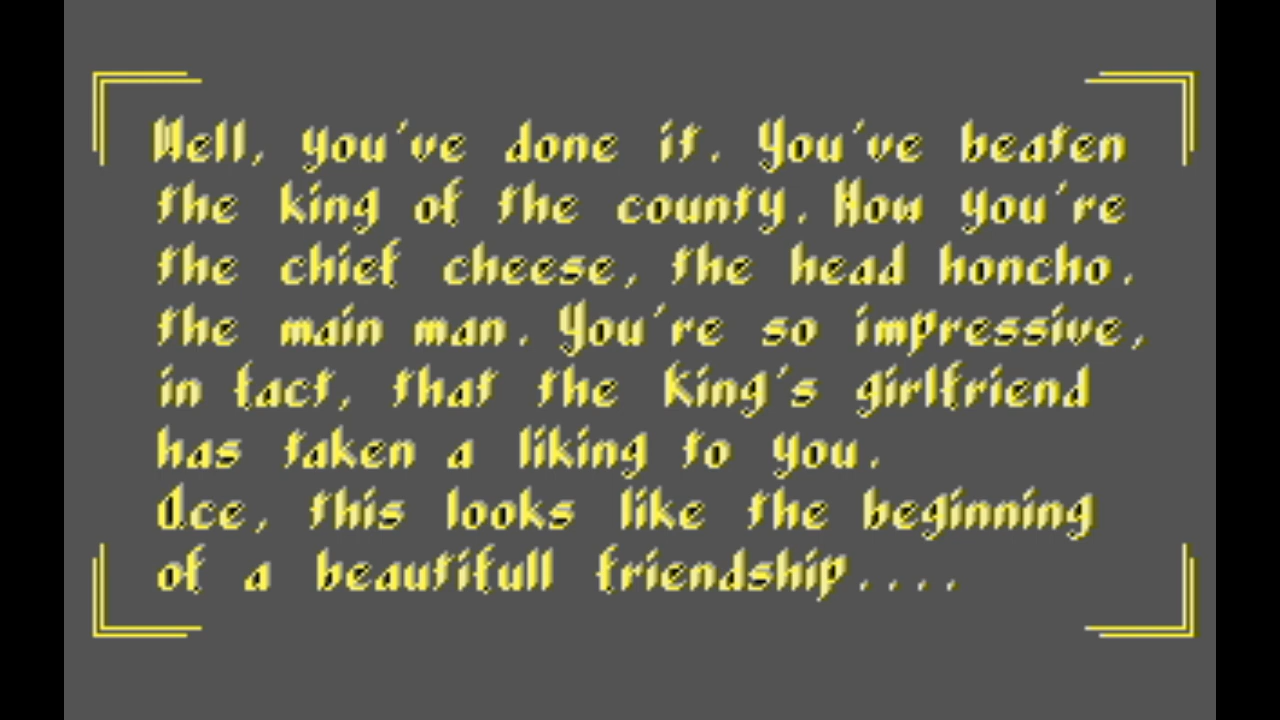 Well, you've done it. You've beaten
the king of the county. Now you're
the chief cheese, the head honcho.
the main man. You're so impressive,
in fact, that the King's girlfriend
has taken a liking to you.
Ace, this looks like the beginning
of a beautifull friendship....